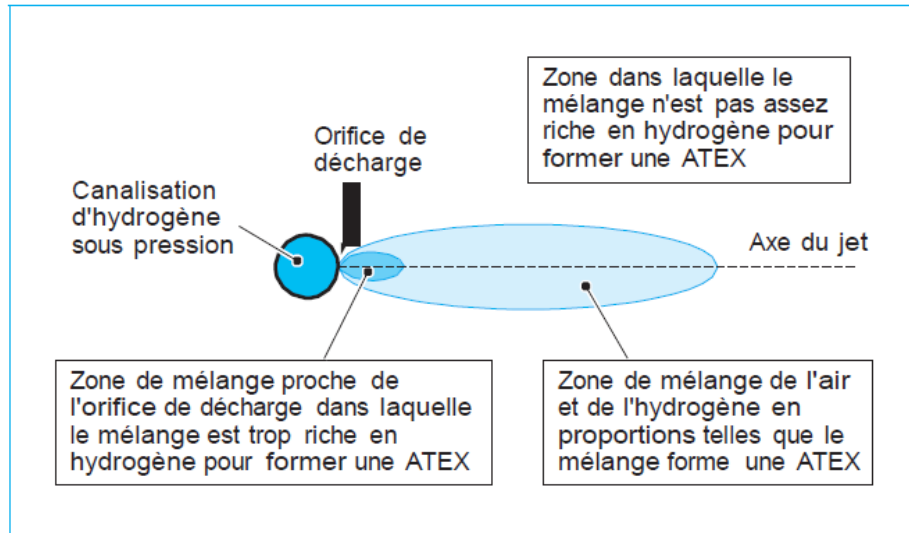 Zone dans laquelle le
mélange n'est pas assez
riche en hydrogène pour
former une ATEX
Orifice de
décharge
Canalisation
d'hydrogène
sous pression
Axe du jet
Zone de mélange proche de
l'orifice de décharge dans laquelle
le mélange est trop riche en
hydrogène pour former une ATEX
Zone de mélange de l'air
et de l'hydrogène en
proportions telles que le
mélange forme une ATEX